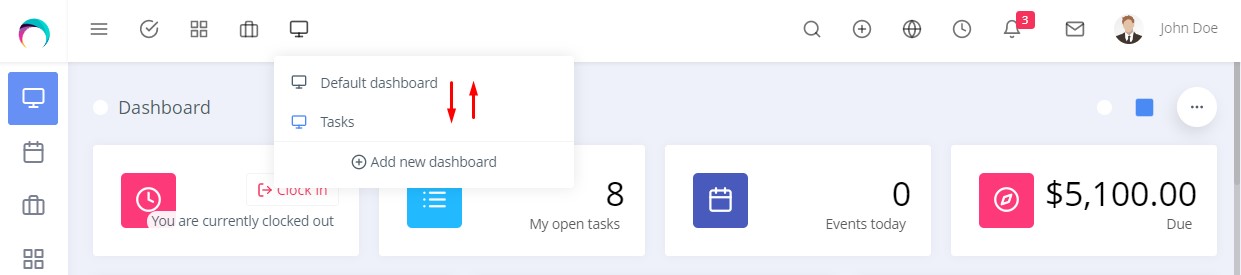 3
John Doe
Default dashboard
Dashboard
Tasks
Add new dashboard
Clock In
You are currently clocked out
8
My open tasks
0
Events today
$5,100.00
Due